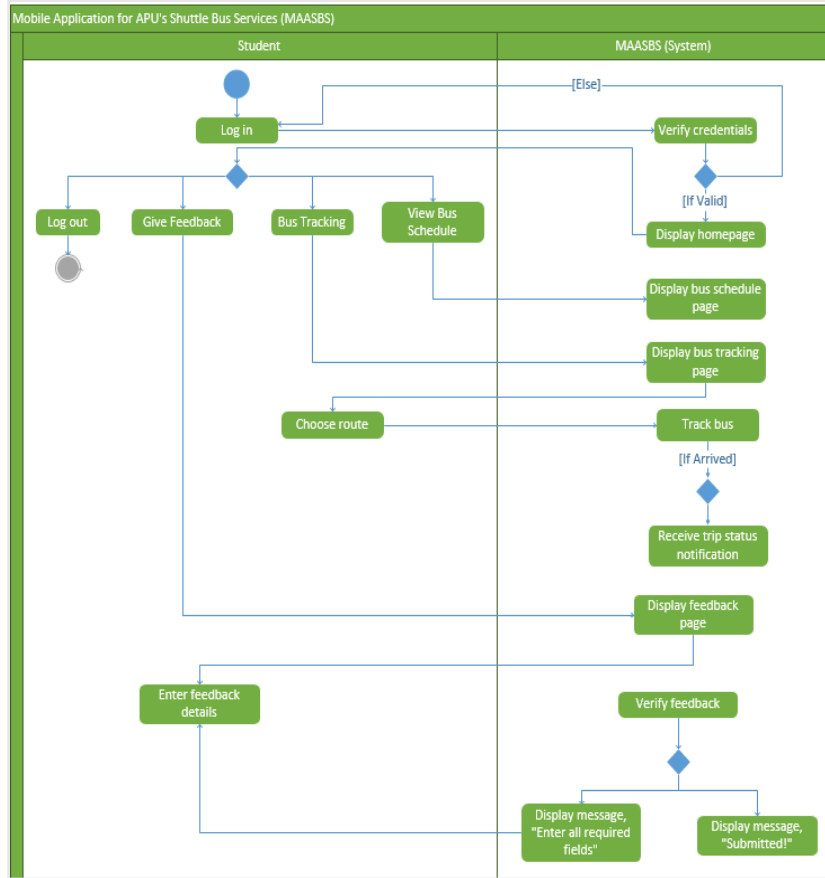 Mobile Application for APU's Shuttle Bus Services (MAASBS)
Student
MAASBS (System)
[Else]
Log in
Verify credentials
[If Valid]
Log out
Give Feedback
Bus Tracking
View Bus
Schedule
Display homepage
Display bus schedule
page
Display bus tracking
page
Choose route
Track bus
[If Arrived]
Receive trip status
notification
Display feedback
page
Enter feedback
details
Verify feedback
Display message,
"Enter all required
fields"
Display message,
"Submitted!"